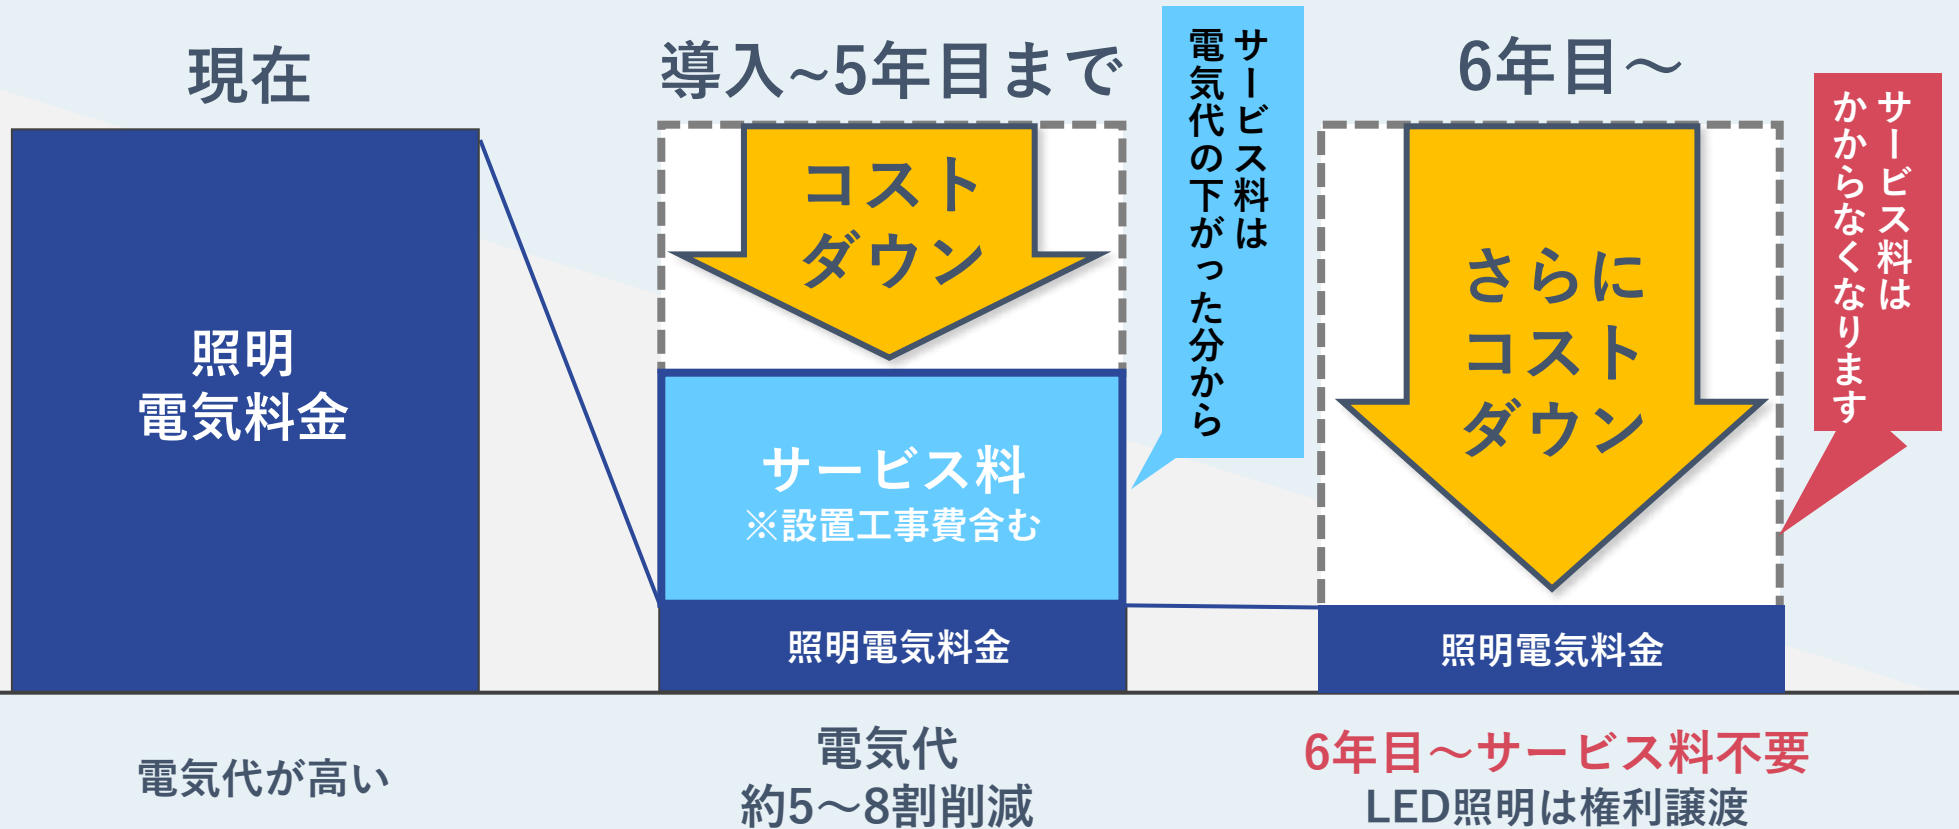 現在
照明
電気料金
電気代が高い
導入~5年目まで
コスト
ダウン
サービス料は
電気代の下がった分から
サービス料
※設置工事費含む
照明電気料金
電気代
約5～8割削減
6年目～
さらに
コスト
ダウン
サービス料は
かからなくなります
照明電気料金
6年目～サービス料不要
LED照明は権利譲渡